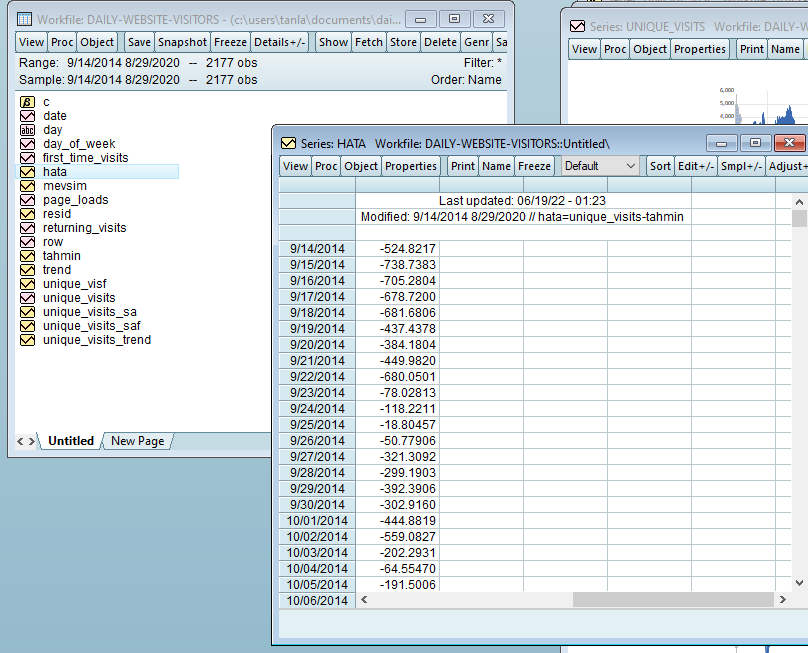 Workfile: DAILY-WEBSITE-VISITORS - (c:\users\tanla\documents\dai...
View Proc Object Save Snapshot Freeze Details+/- Show Fetch Store Delete Genr Sa
Range: 9/14/2014 8/29/2020 -- 2177 obs Filter: *
Sample: 9/14/2014 8/29/2020 -- 2177 obs Order: Name
β c
date
abc day
day_of_week
first_time_visits
hata
mevsim
page_loads
resid
returning_visits
row
tahmin
trend
unique_visf
unique_visits
unique_visits_sa
unique_visits_saf
unique_visits_trend
Untitled New Page
Series: UNIQUE_VISITS Workfile: DAILY-WEBSITE-VI
View Proc Object Properties Print Name
6,000
5,000
4,000
Series: HATA Workfile: DAILY-WEBSITE-VISITORS::Untitled\
View Proc Object Properties Print Name Freeze Default Sort Edit+/- Smpl+/- Adjust+
Last updated: 06/19/22 - 01:23
Modified: 9/14/2014 8/29/2020 // hata=unique_visits-tahmin
9/14/2014 -524.8217
9/15/2014 -738.7383
9/16/2014 -705.2804
9/17/2014 -678.7200
9/18/2014 -681.6806
9/19/2014 -437.4378
9/20/2014 -384.1804
9/21/2014 -449.9820
9/22/2014 -680.0501
9/23/2014 -78.02813
9/24/2014 -118.2211
9/25/2014 -18.80457
9/26/2014 -50.77906
9/27/2014 -321.3092
9/28/2014 -299.1903
9/29/2014 -392.3906
9/30/2014 -302.9160
10/01/2014 -444.8819
10/02/2014 -559.0827
10/03/2014 -202.2931
10/04/2014 -64.55470
10/05/2014 -191.5006
10/06/2014